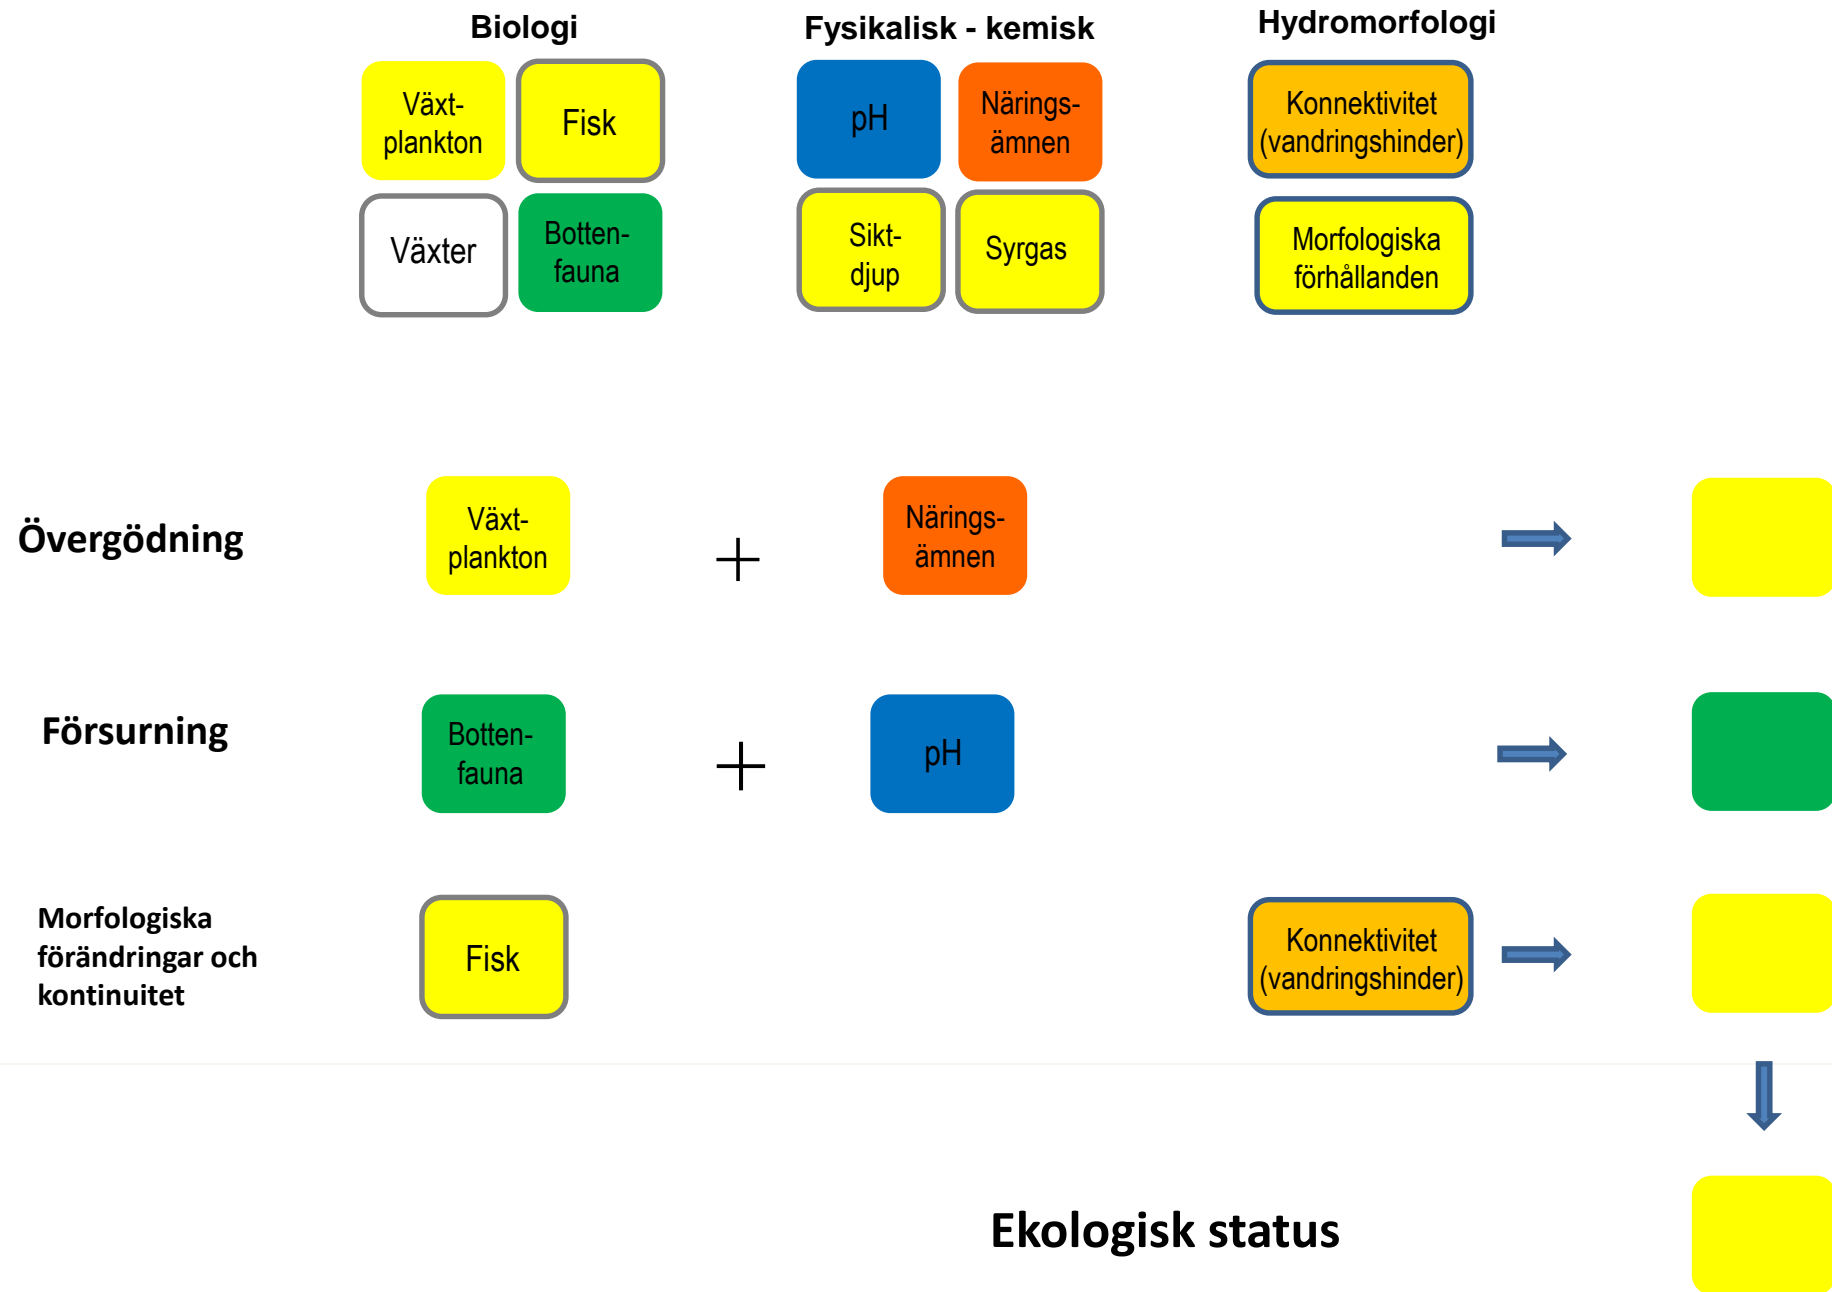 Biologi
Fysikalisk - kemisk
Hydromorfologi
Växt-
plankton
Fisk
pH
Närings-
ämnen
Konnektivitet
(vandringshinder)
Växter
Botten-
fauna
Sikt-
djup
Syrgas
Morfologiska
förhållanden
Övergödning
Växt-
plankton
+
Närings-
ämnen
Försurning
Botten-
fauna
+
pH
Morfologiska
förändringar och
kontinuitet
Fisk
Konnektivitet
(vandringshinder)
Ekologisk status